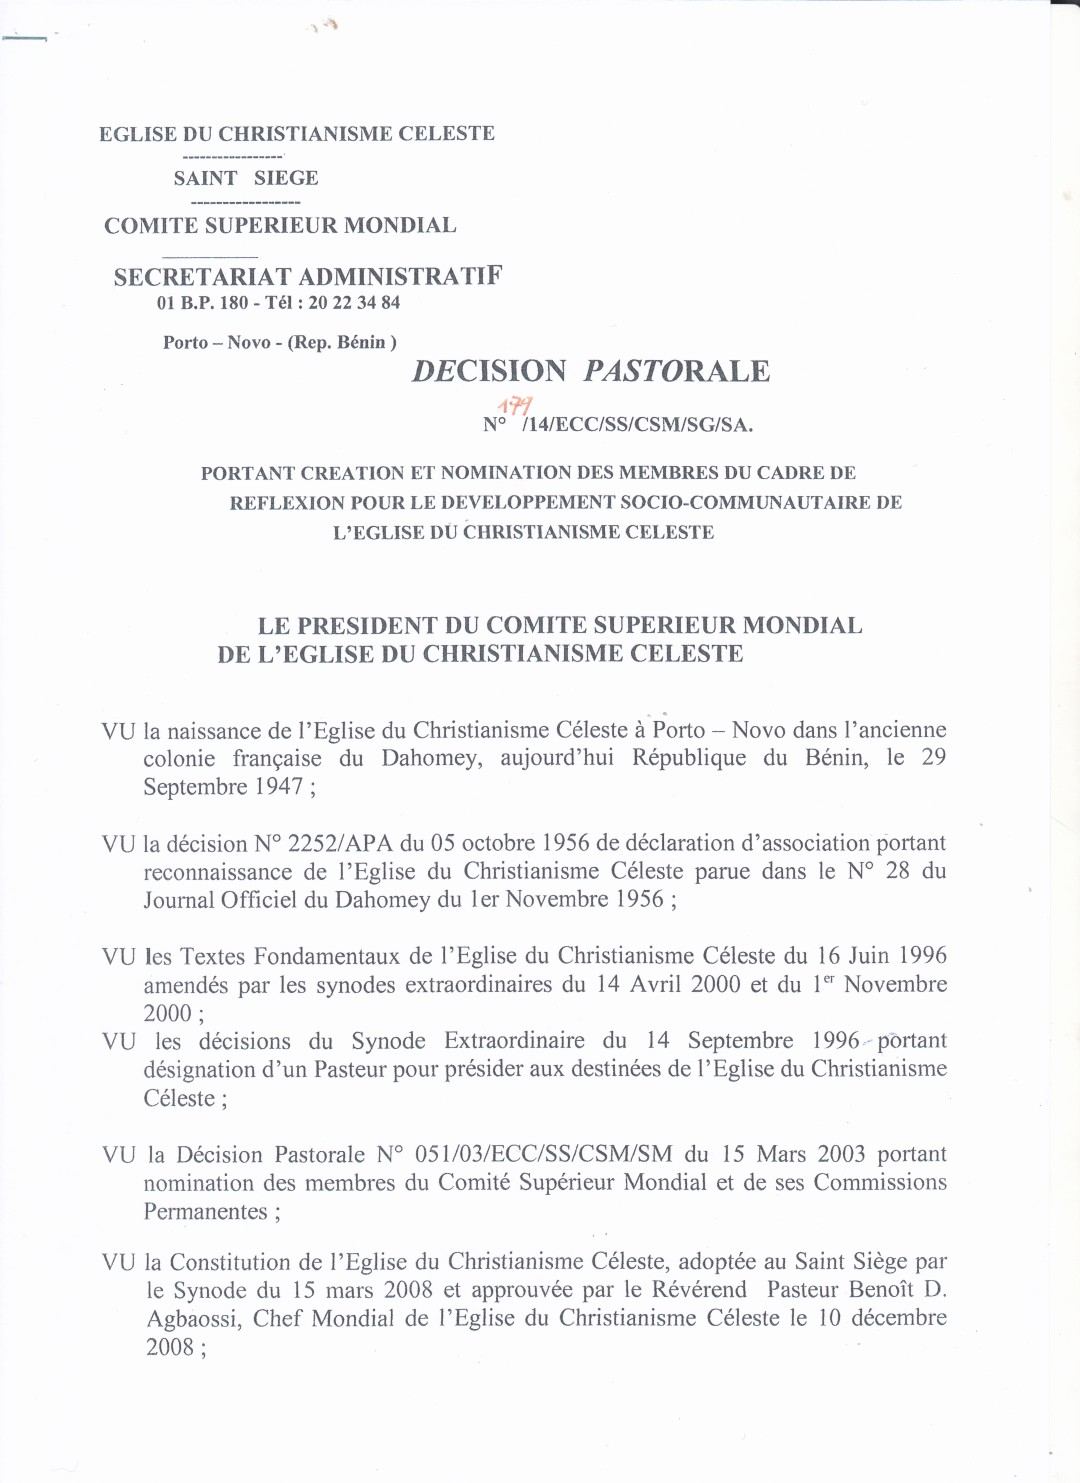 EGLISE DU CHRISTIANISME CELESTE
-----------------
SAINT SIEGE
-----------------
COMITE SUPERIEUR MONDIAL
SECRETARIAT ADMINISTRATIF
01 B.P. 180 - Tél : 20 22 34 84
Porto – Novo - (Rep. Bénin )
DECISION PASTORALE
N° 179 /14/ECC/SS/CSM/SG/SA.
PORTANT CREATION ET NOMINATION DES MEMBRES DU CADRE DE
REFLEXION POUR LE DEVELOPPEMENT SOCIO-COMMUNAUTAIRE DE
L’EGLISE DU CHRISTIANISME CELESTE
LE PRESIDENT DU COMITE SUPERIEUR MONDIAL
DE L’EGLISE DU CHRISTIANISME CELESTE
VU la naissance de l’Eglise du Christianisme Céleste à Porto – Novo dans l’ancienne
colonie française du Dahomey, aujourd’hui République du Bénin, le 29
Septembre 1947 ;
VU la décision N° 2252/APA du 05 octobre 1956 de déclaration d’association portant
reconnaissance de l’Eglise du Christianisme Céleste parue dans le N° 28 du
Journal Officiel du Dahomey du 1er Novembre 1956 ;
VU les Textes Fondamentaux de l’Eglise du Christianisme Céleste du 16 Juin 1996
amendés par les synodes extraordinaires du 14 Avril 2000 et du 1er Novembre
2000 ;
VU les décisions du Synode Extraordinaire du 14 Septembre 1996 portant
désignation d’un Pasteur pour présider aux destinées de l’Eglise du Christianisme
Céleste ;
VU la Décision Pastorale N° 051/03/ECC/SS/CSM/SM du 15 Mars 2003 portant
nomination des membres du Comité Supérieur Mondial et de ses Commissions
Permanentes ;
VU la Constitution de l’Eglise du Christianisme Céleste, adoptée au Saint Siège par
le Synode du 15 mars 2008 et approuvée par le Révérend Pasteur Benoît D.
Agbaossi, Chef Mondial de l’Eglise du Christianisme Céleste le 10 décembre
2008 ;